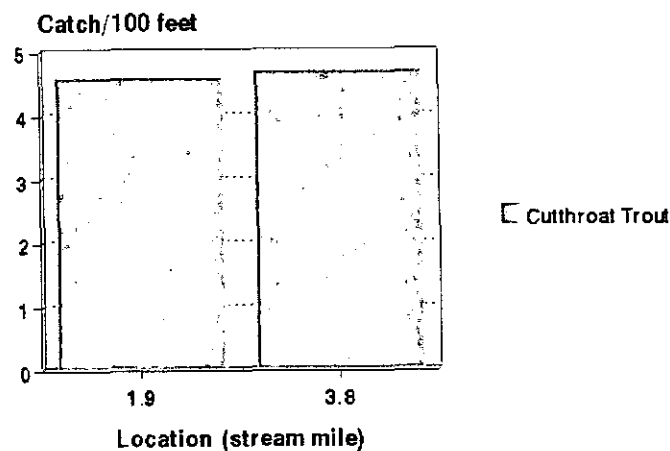 Catch/100 feet
5
4
3
2
1
0
Cutthroat Trout
1.9 3.8
Location (stream mile)